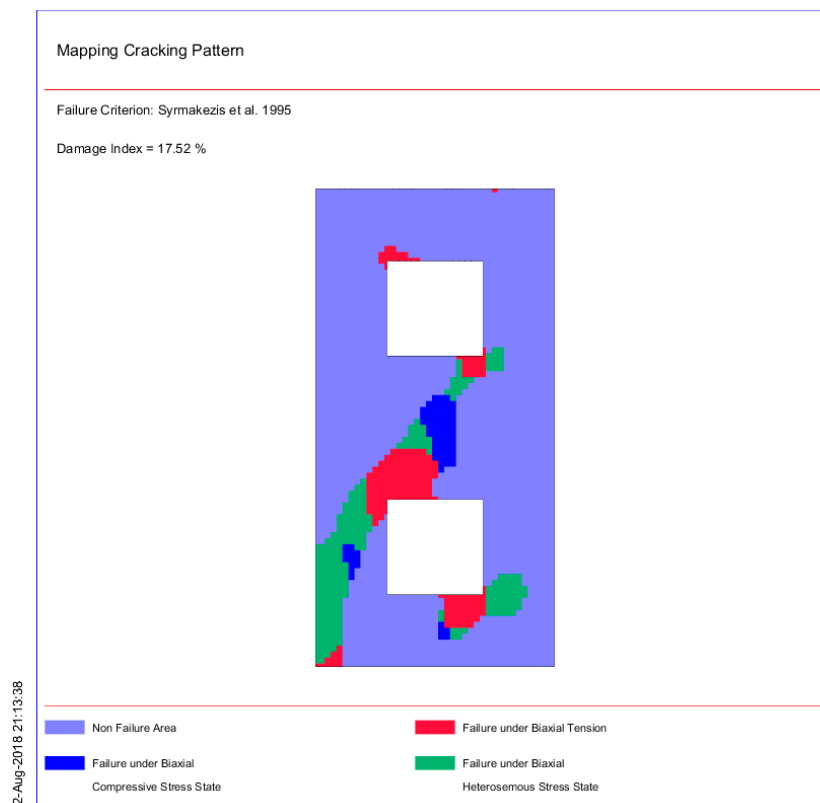 Mapping Cracking Pattern
Failure Criterion: Syrmakezis et al. 1995
Damage Index = 17.52 %
Non Failure Area
Failure under Biaxial Tension
Failure under Biaxial
Compressive Stress State
Failure under Biaxial
Heterosemous Stress State
2-Aug-2018 21:13:38